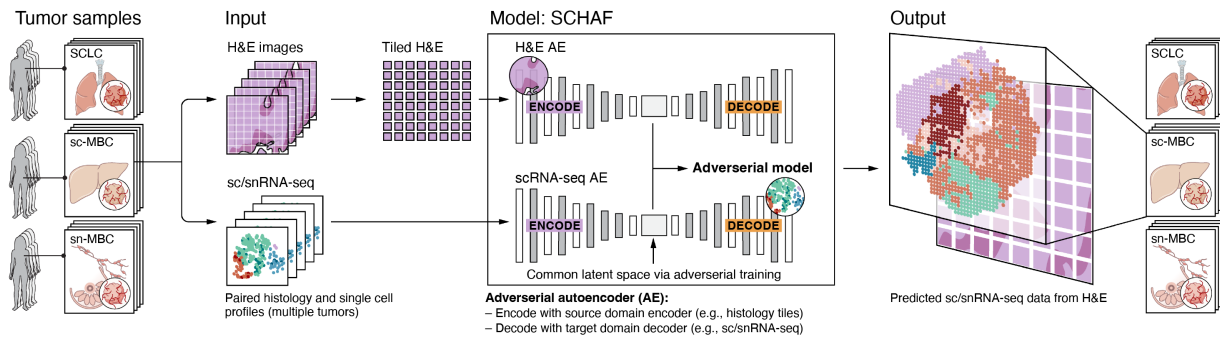 Tumor samples
SCLC
sc-MBC
sn-MBC
Input
H&E images
Tiled H&E
sc/snRNA-seq
Paired histology and single cell
profiles (multiple tumors)
Model: SCHAF
H&E AE
ENCODE
DECODE
Adverserial model
scRNA-seq AE
ENCODE
DECODE
Common latent space via adverserial training
Adverserial autoencoder (AE):
– Encode with source domain encoder (e.g., histology tiles)
– Decode with target domain decoder (e.g., sc/snRNA-seq)
Output
Predicted sc/snRNA-seq data from H&E
SCLC
sc-MBC
sn-MBC